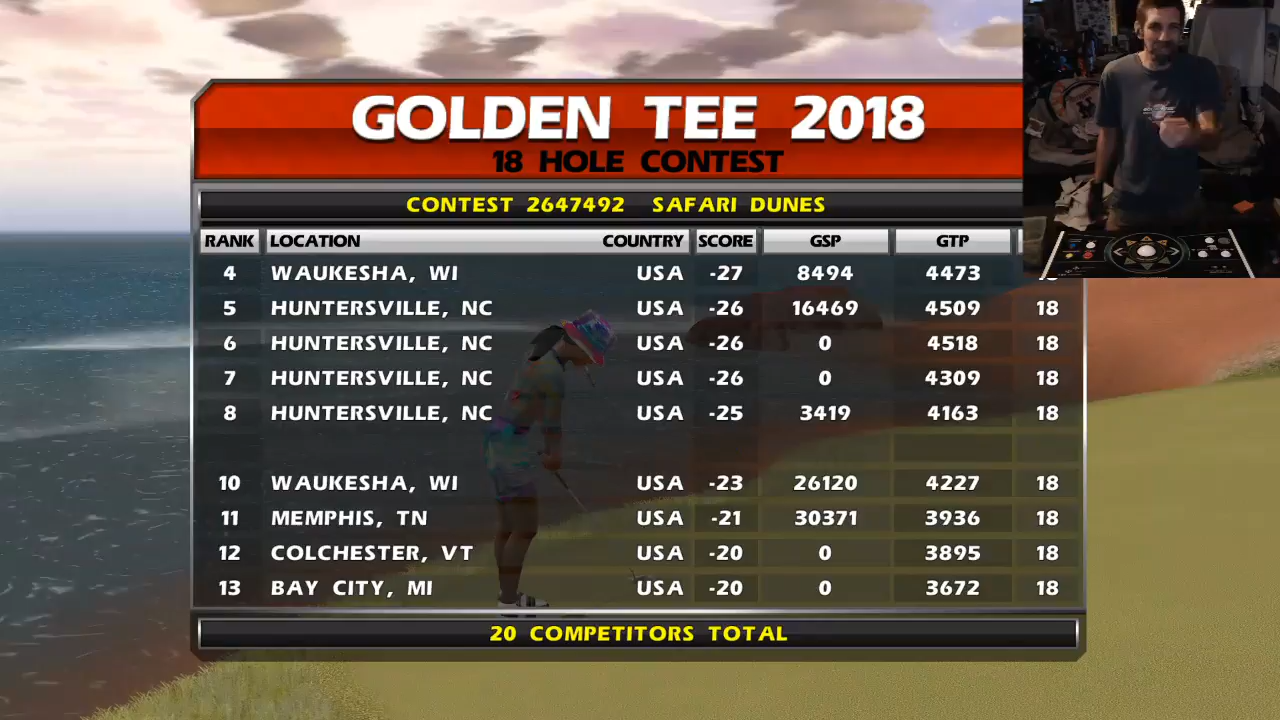 GOLDEN TEE 2018
18 HOLE CONTEST
CONTEST 2647492 SAFARI DUNES
RANK LOCATION COUNTRY SCORE GSP GTP
4 WAUKESHA, WI USA -27 8494 4473
5 HUNTERSVILLE, NC USA -26 16469 4509 18
6 HUNTERSVILLE, NC USA -26 0 4518 18
7 HUNTERSVILLE, NC USA -26 0 4309 18
8 HUNTERSVILLE, NC USA -25 3419 4163 18
10 WAUKESHA, WI USA -23 26120 4227 18
11 MEMPHIS, TN USA -21 30371 3936 18
12 COLCHESTER, VT USA -20 0 3895 18
13 BAY CITY, MI USA -20 0 3672 18
20 COMPETITORS TOTAL